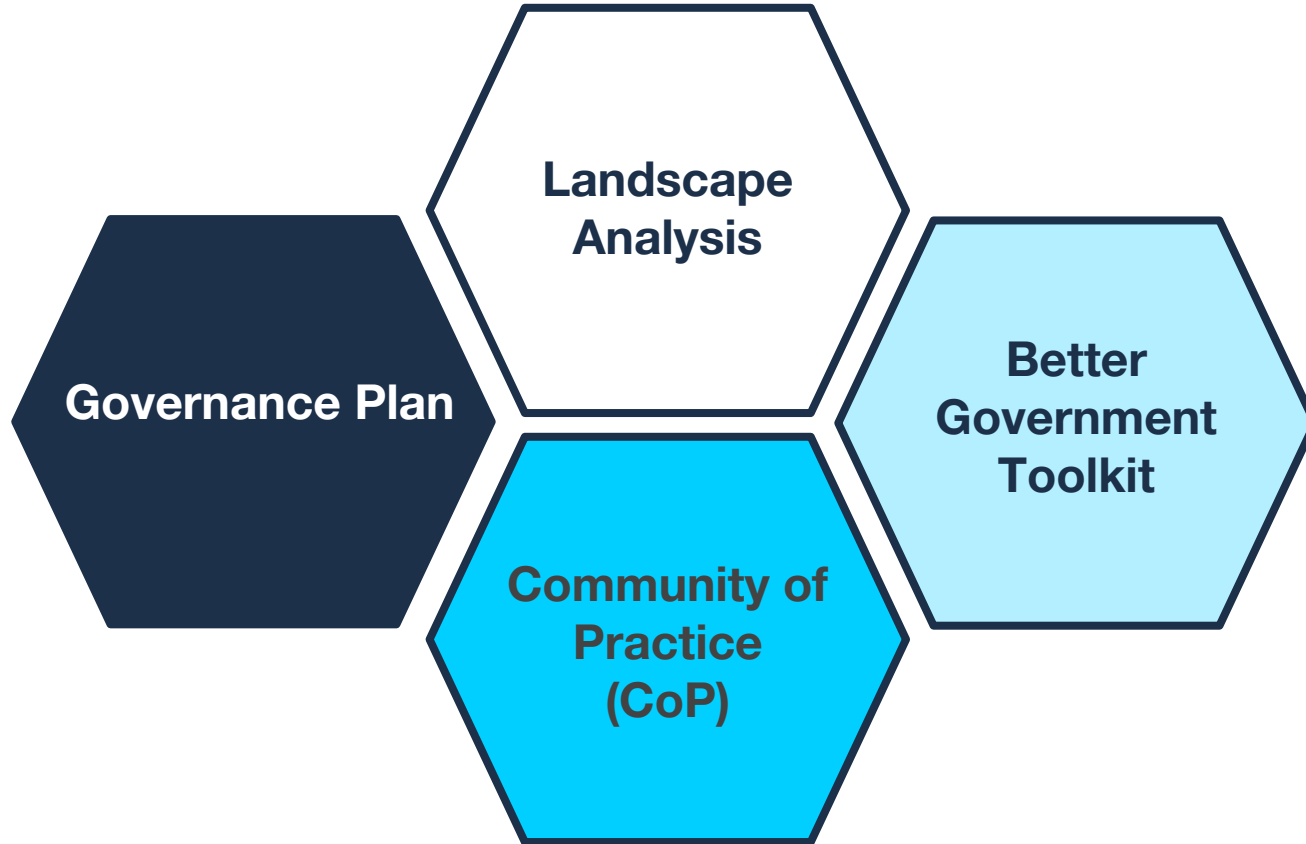 Landscape
Analysis
Governance Plan
Better
Government
Toolkit
Community of
Practice
(CoP)